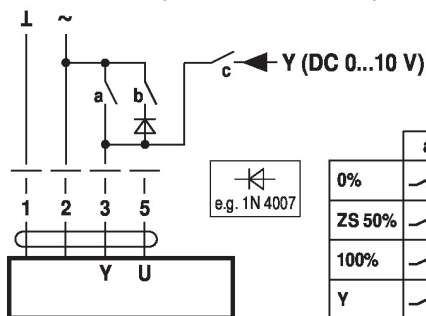 ⊥ ~
a b c Y (DC 0...10 V)
e.g. 1N 4007
1 2 3 5
Y U
a
0%
ZS 50%
100%
Y